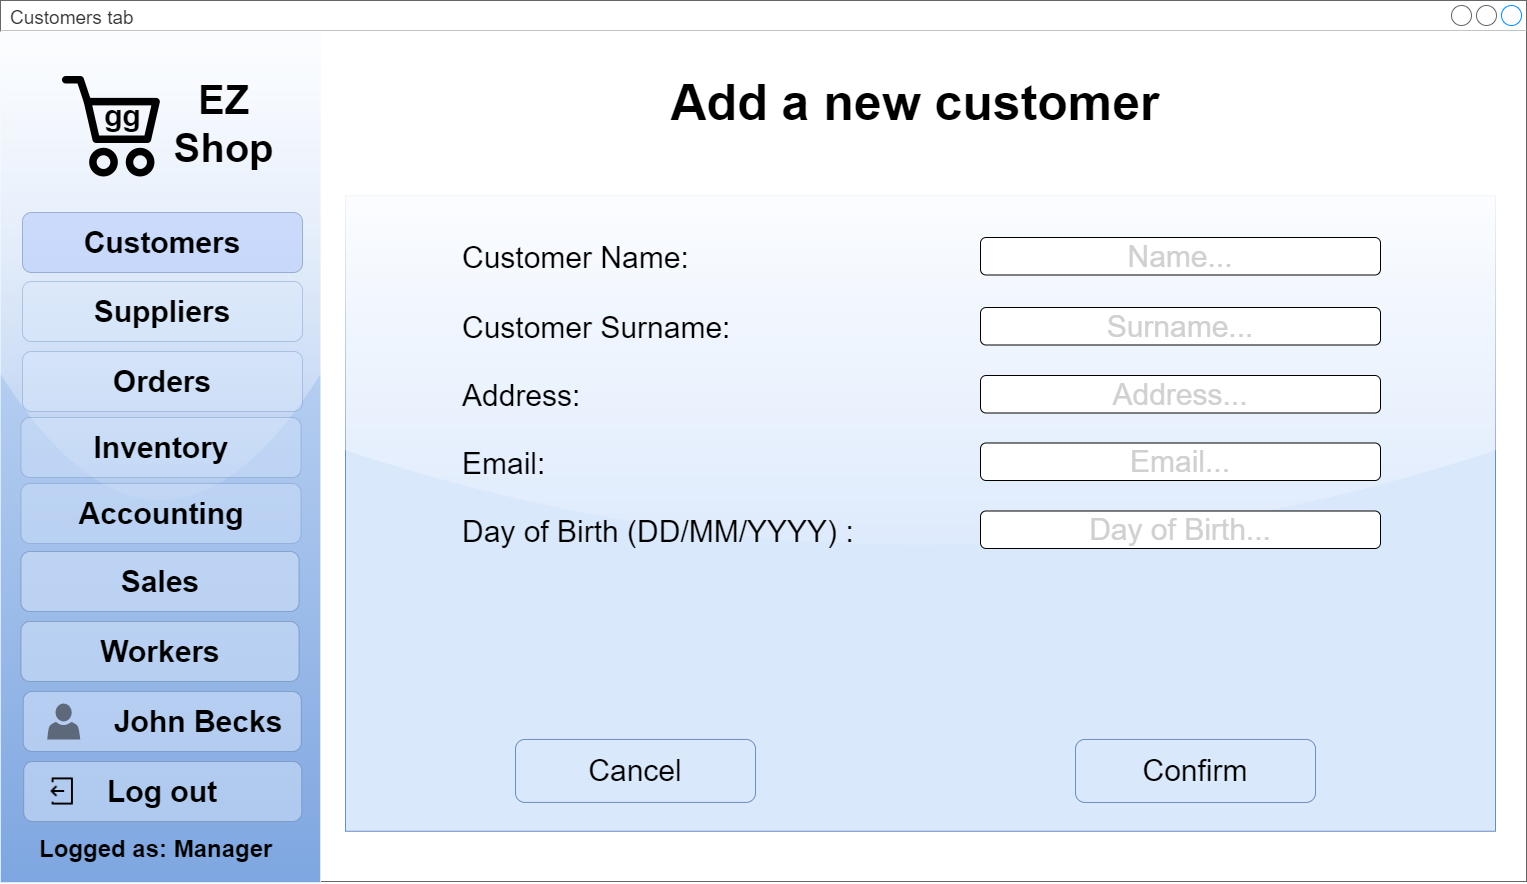 Customers tab
gg
EZ
Shop
Customers
Suppliers
Orders
Inventory
Accounting
Sales
Workers
John Becks
Log out
Logged as: Manager
Add a new customer
Customer Name:
Name...
Customer Surname:
Surname...
Address:
Address...
Email:
Email...
Day of Birth (DD/MM/YYYY) :
Day of Birth...
Cancel
Confirm